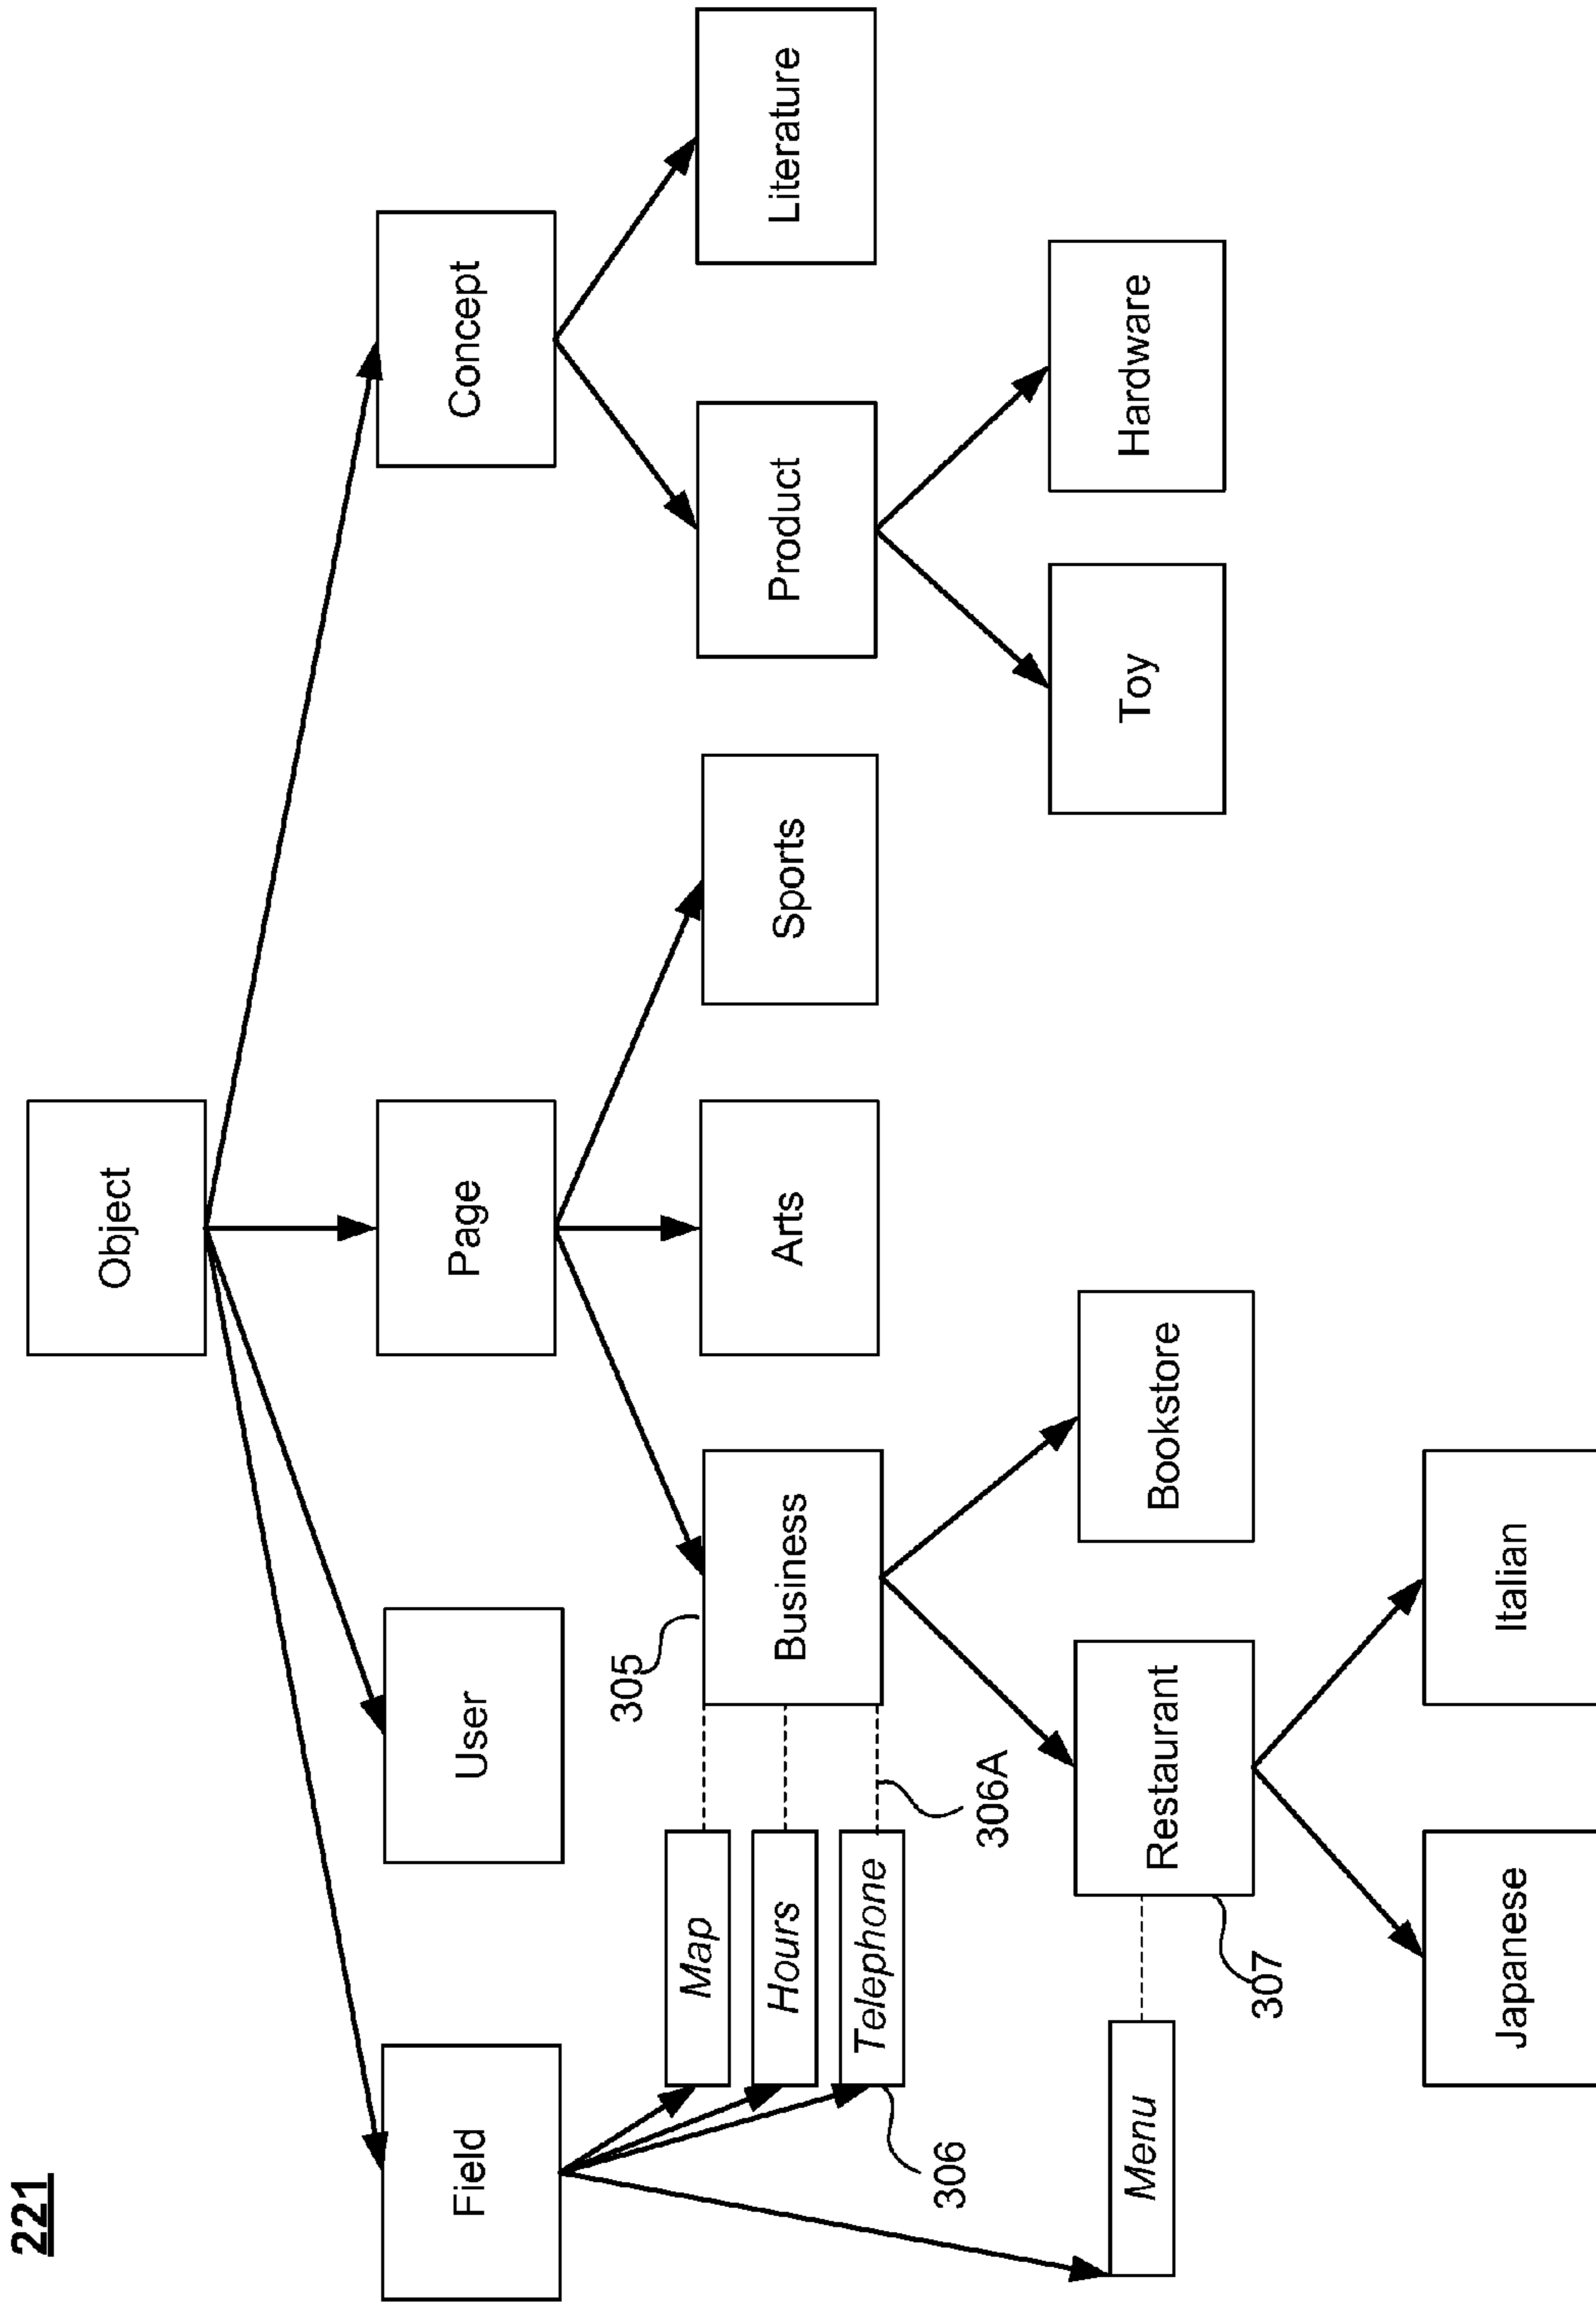 221
Object
Field
User
Page
Concept
Map
Hours
Telephone
306
306A
305
Business
Arts
Sports
Product
Literature
Menu
307
Restaurant
Bookstore
Toy
Hardware
Japanese
Italian